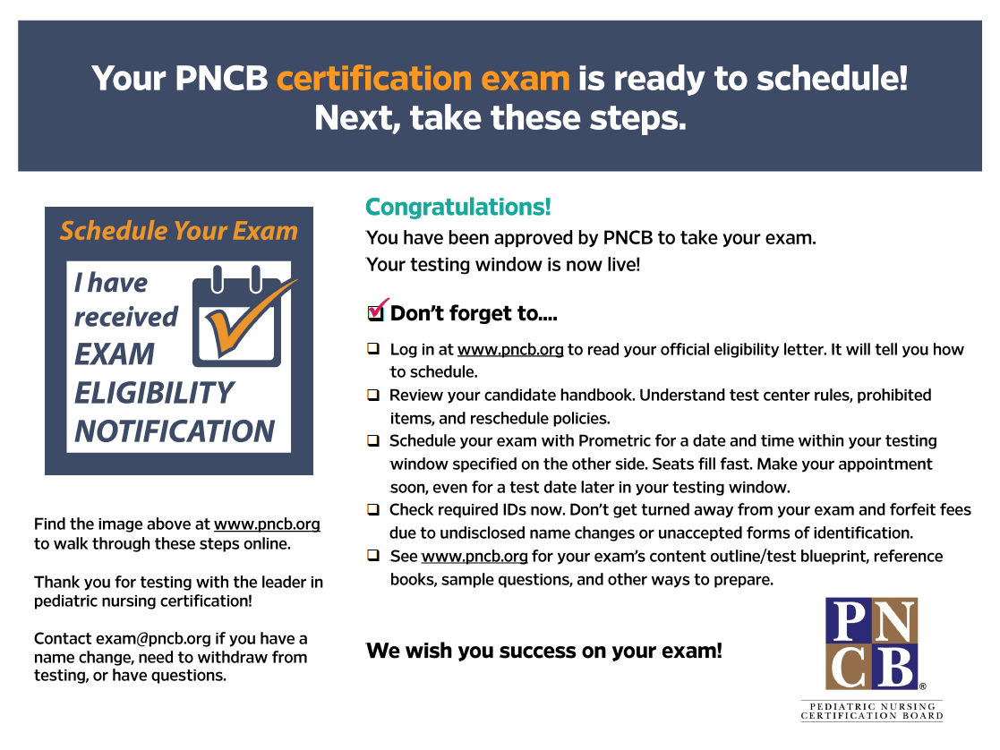 Your PNCB certification exam is ready to schedule!
Next, take these steps.
Schedule Your Exam
I have
received
EXAM
ELIGIBILITY
NOTIFICATION
Find the image above at www.pncb.org
to walk through these steps online.
Thank you for testing with the leader in
pediatric nursing certification!
Contact exam@pncb.org if you have a
name change, need to withdraw from
testing, or have questions.
Congratulations!
You have been approved by PNCB to take your exam.
Your testing window is now live!
Don't forget to....
Log in at www.pncb.org to read your official eligibility letter. It will tell you how
to schedule.
Review your candidate handbook. Understand test center rules, prohibited
items, and reschedule policies.
Schedule your exam with Prometric for a date and time within your testing
window specified on the other side. Seats fill fast. Make your appointment
soon, even for a test date later in your testing window.
Check required IDs now. Don't get turned away from your exam and forfeit fees
due to undisclosed name changes or unaccepted forms of identification.
See www.pncb.org for your exam's content outline/test blueprint, reference
books, sample questions, and other ways to prepare.
We wish you success on your exam!
PN
CB®
PEDIATRIC NURSING
CERTIFICATION BOARD